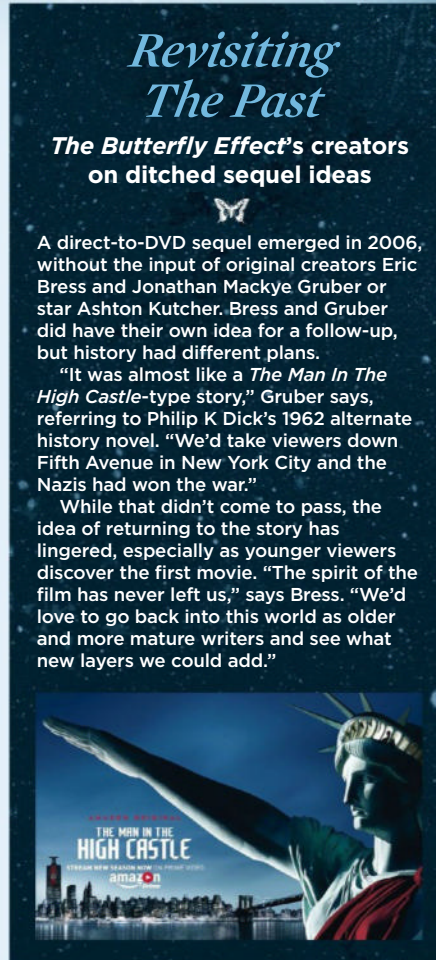 Revisiting
The Past
The Butterfly Effect’s creators
on ditched sequel ideas
A direct-to-DVD sequel emerged in 2006,
without the input of original creators Eric
Bress and Jonathan Mackye Gruber or
star Ashton Kutcher. Bress and Gruber
did have their own idea for a follow-up,
but history had different plans.
“It was almost like a The Man In The
High Castle-type story,” Gruber says,
referring to Philip K Dick’s 1962 alternate
history novel. “We’d take viewers down
Fifth Avenue in New York City and the
Nazis had won the war.”
While that didn’t come to pass, the
idea of returning to the story has
lingered, especially as younger viewers
discover the first movie. “The spirit of the
film has never left us,” says Bress. “We’d
love to go back into this world as older
and more mature writers and see what
new layers we could add.”
AMAZON ORIGINAL
THE MAN IN THE
HIGH CASTLE
STREAM NEW SEASON NOW ON PRIME VIDEO
amazon